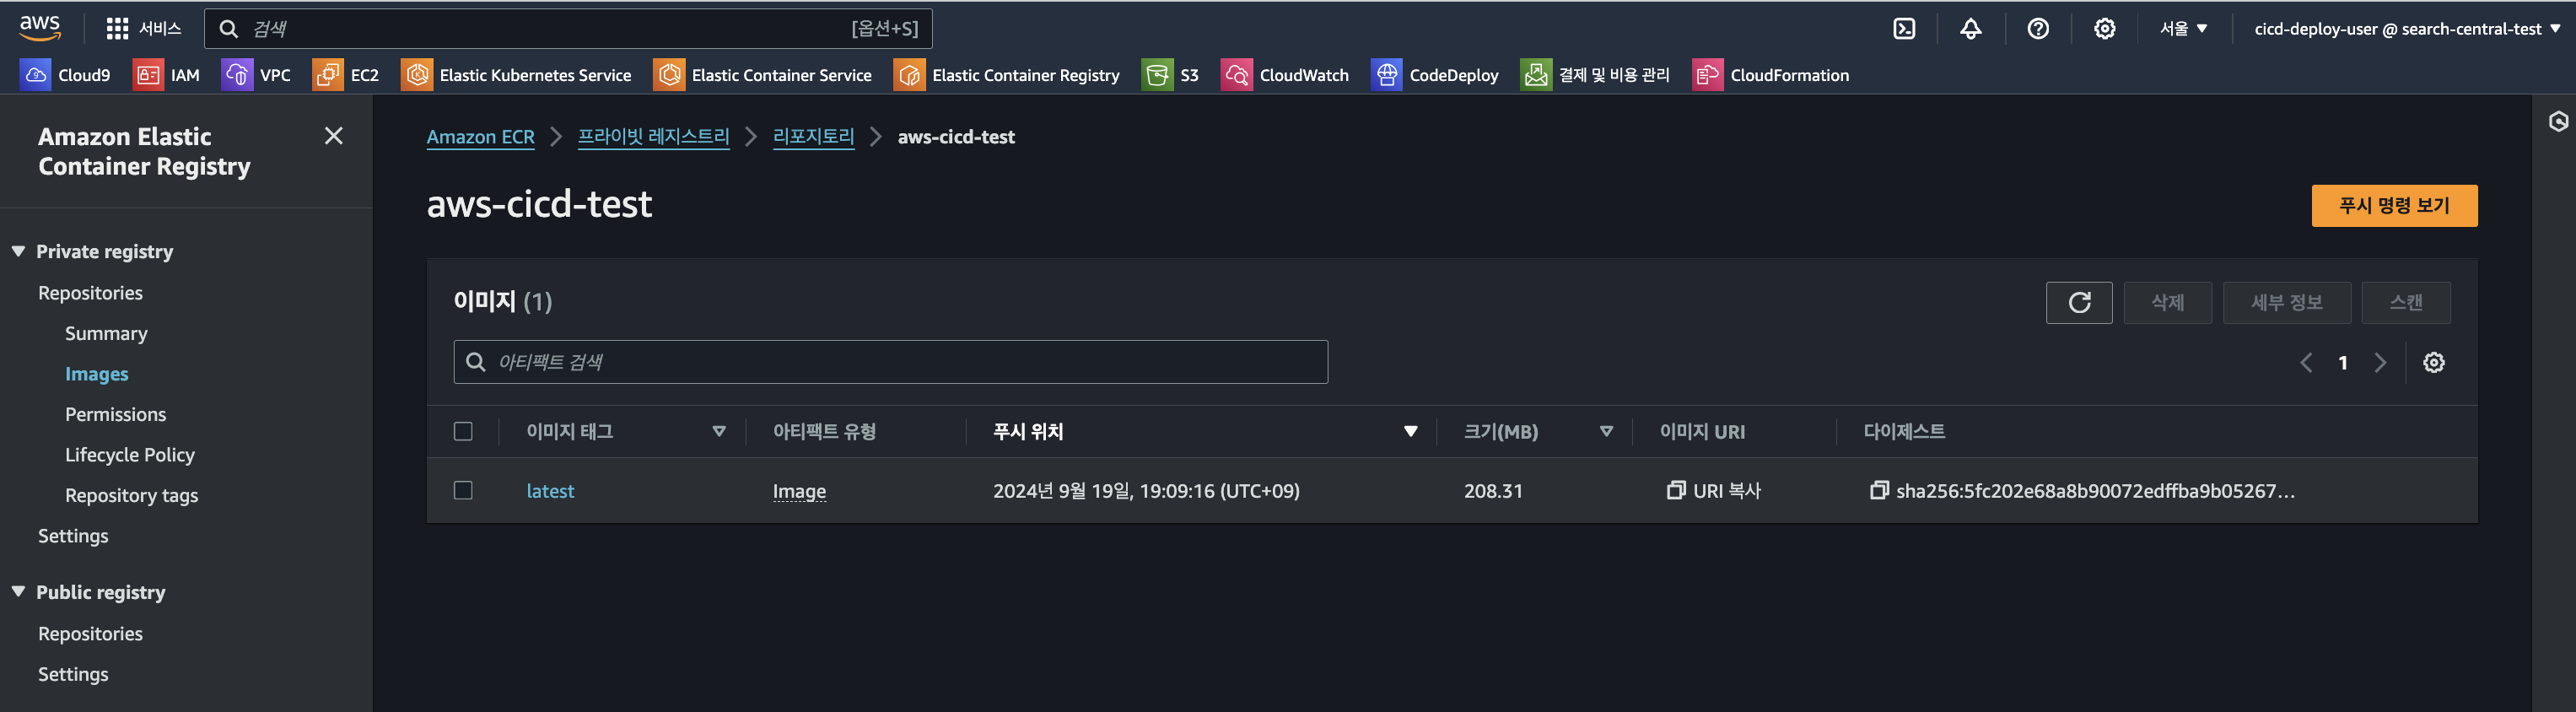 aws 서비스 검색 [옵션+S] 서울 cicd-deploy-user @ search-central-test
Cloud9 IAM VPC EC2 Elastic Kubernetes Service Elastic Container Service Elastic Container Registry S3 CloudWatch CodeDeploy 결제 및 비용 관리 CloudFormation
Amazon Elastic
Container Registry
Private registry
Repositories
Summary
Images
Permissions
Lifecycle Policy
Repository tags
Settings
Public registry
Repositories
Settings
Amazon ECR 프라이빗 레지스트리 리포지토리 aws-cicd-test
aws-cicd-test
푸시 명령 보기
이미지 (1)
삭제 세부 정보 스캔
아티팩트 검색
1
이미지 태그 아티팩트 유형 푸시 위치 크기(MB) 이미지 URI 다이제스트
latest Image 2024년 9월 19일, 19:09:16 (UTC+09) 208.31 URI 복사 sha256:5fc202e68a8b90072edffba9b05267...